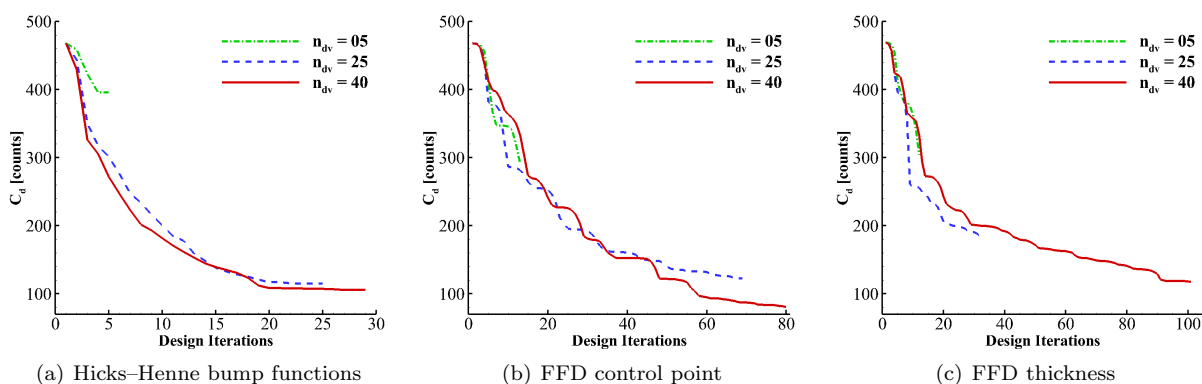 500
400
300
200
100
C_d [counts]
n_dv = 05
n_dv = 25
n_dv = 40
0 5 10 15 20 25 30
Design Iterations
(a) Hicks–Henne bump functions
500
400
300
200
100
C_d [counts]
n_dv = 05
n_dv = 25
n_dv = 40
0 20 40 60 80
Design Iterations
(b) FFD control point
500
400
300
200
100
C_d [counts]
n_dv = 05
n_dv = 25
n_dv = 40
0 20 40 60 80 100
Design Iterations
(c) FFD thickness